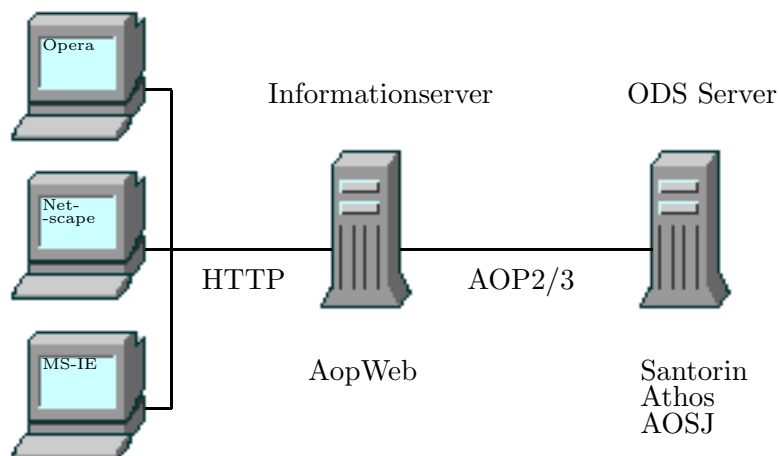 Opera
Informationserver
ODS Server
Net-
-scape
HTTP
AOP2/3
MS-IE
AopWeb
Santorin
Athos
AOSJ